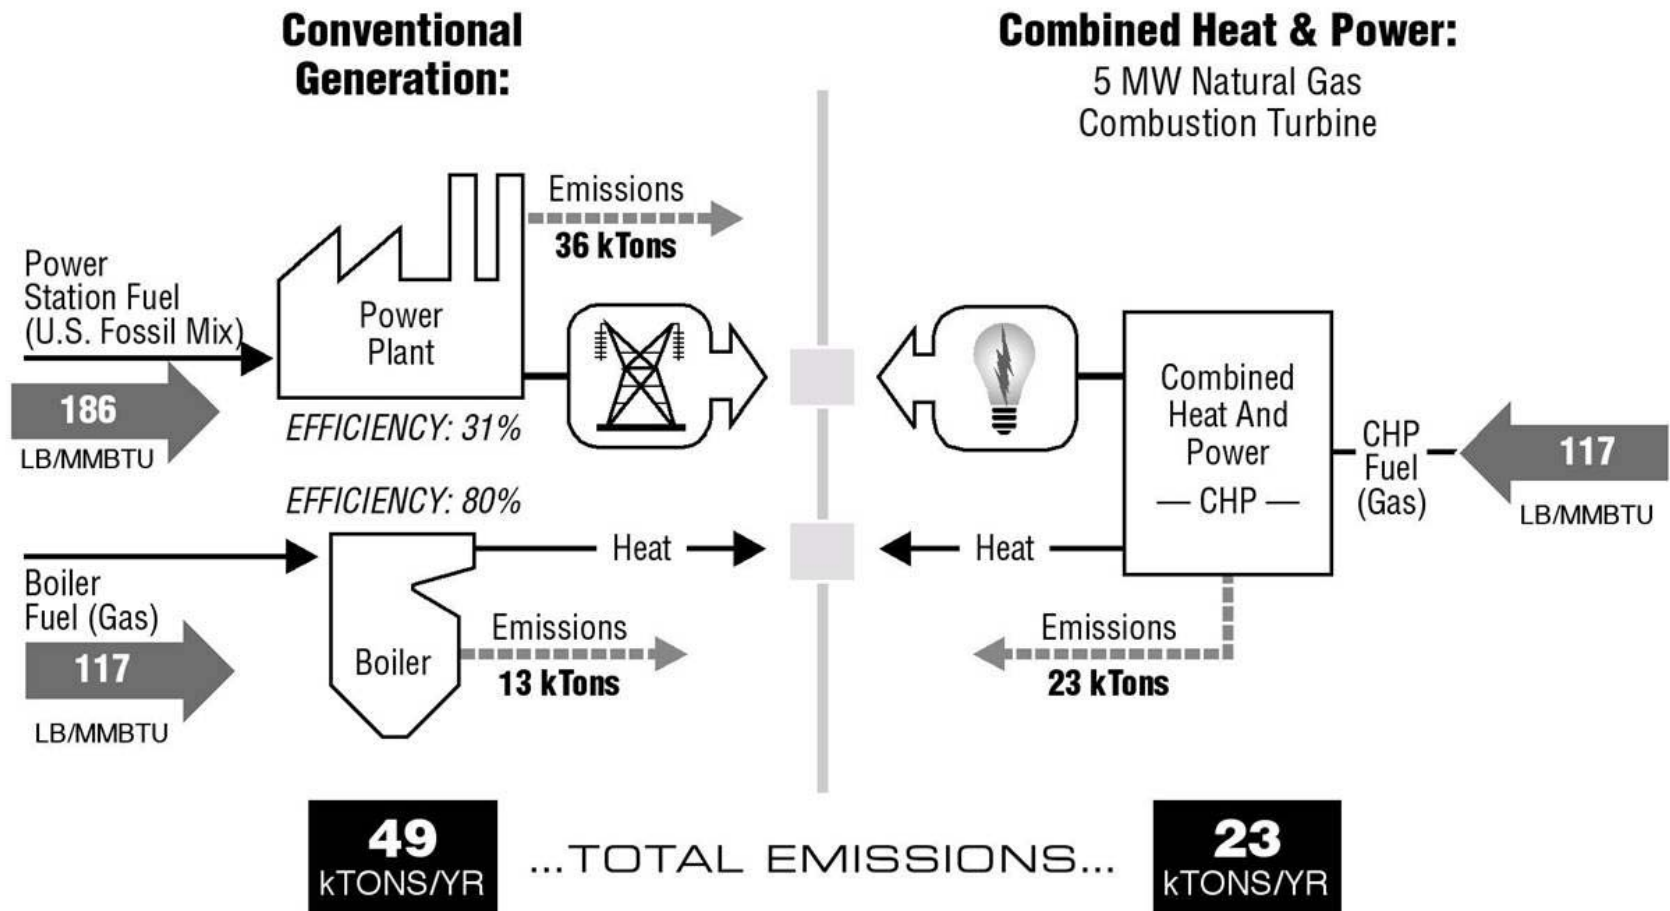 Conventional
Generation:
Combined Heat & Power:
5 MW Natural Gas
Combustion Turbine
Emissions
36 kTons
Power
Station Fuel
(U.S. Fossil Mix)
186
LB/MMBTU
Power
Plant
EFFICIENCY: 31%
EFFICIENCY: 80%
Boiler
Fuel (Gas)
117
LB/MMBTU
Boiler
Heat
Emissions
13 kTons
Combined
Heat And
Power
— CHP —
CHP
Fuel
(Gas)
117
LB/MMBTU
Heat
Emissions
23 kTons
49
kTONS/YR
...TOTAL EMISSIONS...
23
kTONS/YR